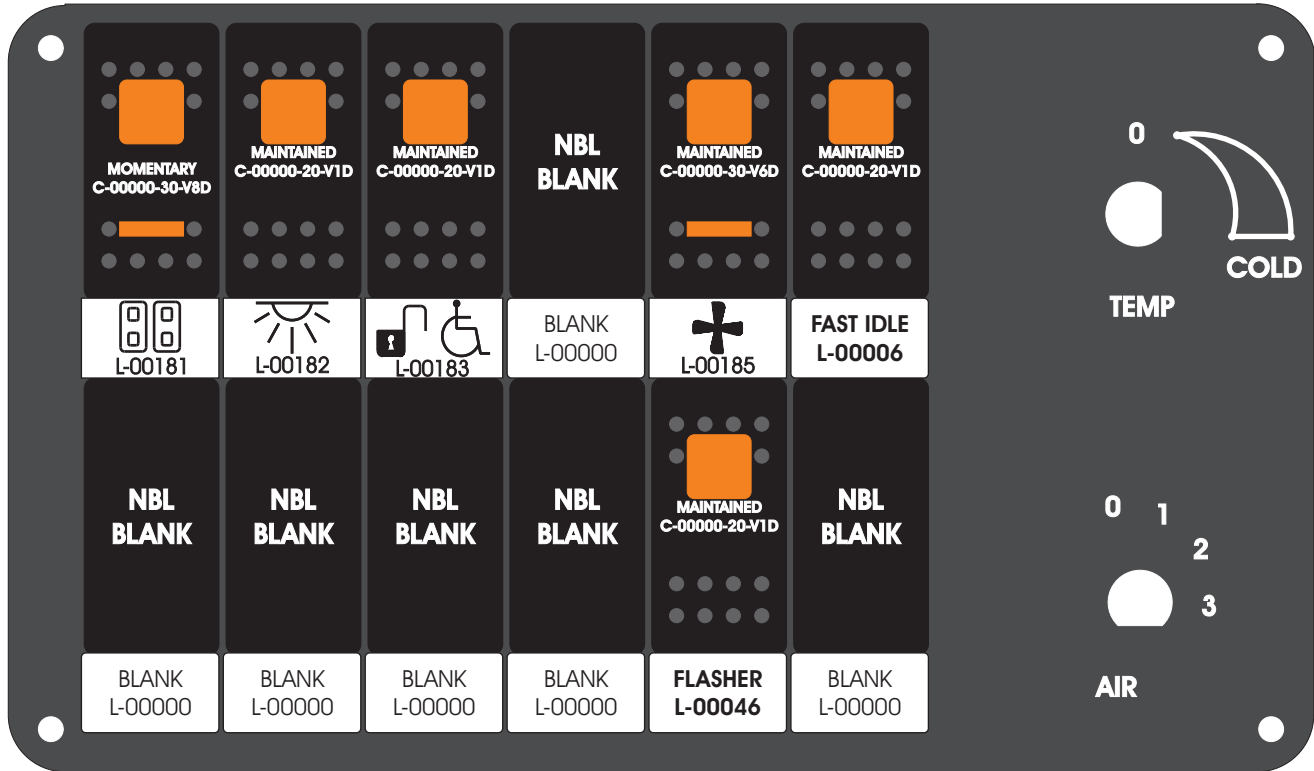 MOMENTARY
C-00000-30-V8D
MAINTAINED
C-00000-20-V1D
MAINTAINED
C-00000-20-V1D
NBL
BLANK
MAINTAINED
C-00000-30-V6D
MAINTAINED
C-00000-20-V1D
L-00181
L-00182
L-00183
BLANK
L-00000
L-00185
FAST IDLE
L-00006
0
COLD
TEMP
NBL
BLANK
NBL
BLANK
NBL
BLANK
NBL
BLANK
MAINTAINED
C-00000-20-V1D
NBL
BLANK
BLANK
L-00000
BLANK
L-00000
BLANK
L-00000
BLANK
L-00000
FLASHER
L-00046
BLANK
L-00000
0
1
2
3
AIR